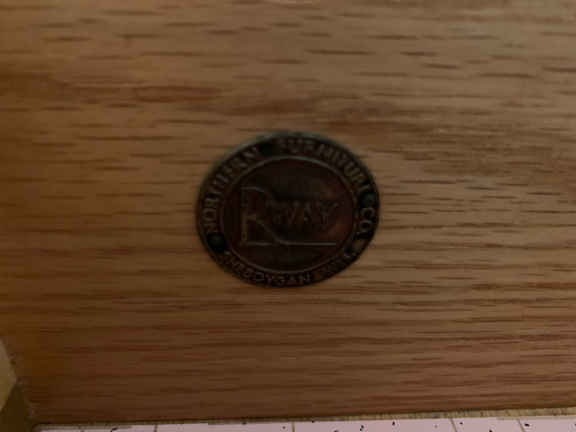 NORTHERN FURNITURE CO.
RWAY
SHEBOYGAN WIS.